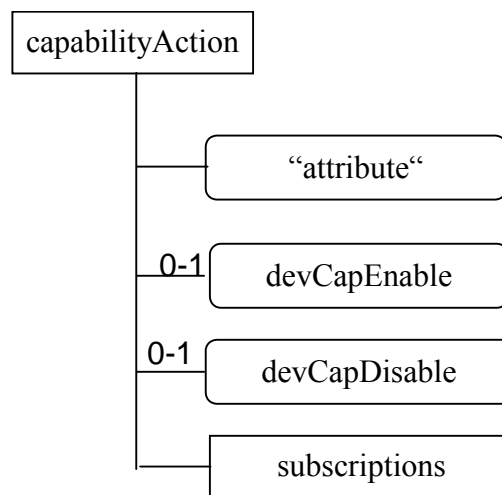 capabilityAction
“attribute“
0-1
devCapEnable
0-1
devCapDisable
subscriptions